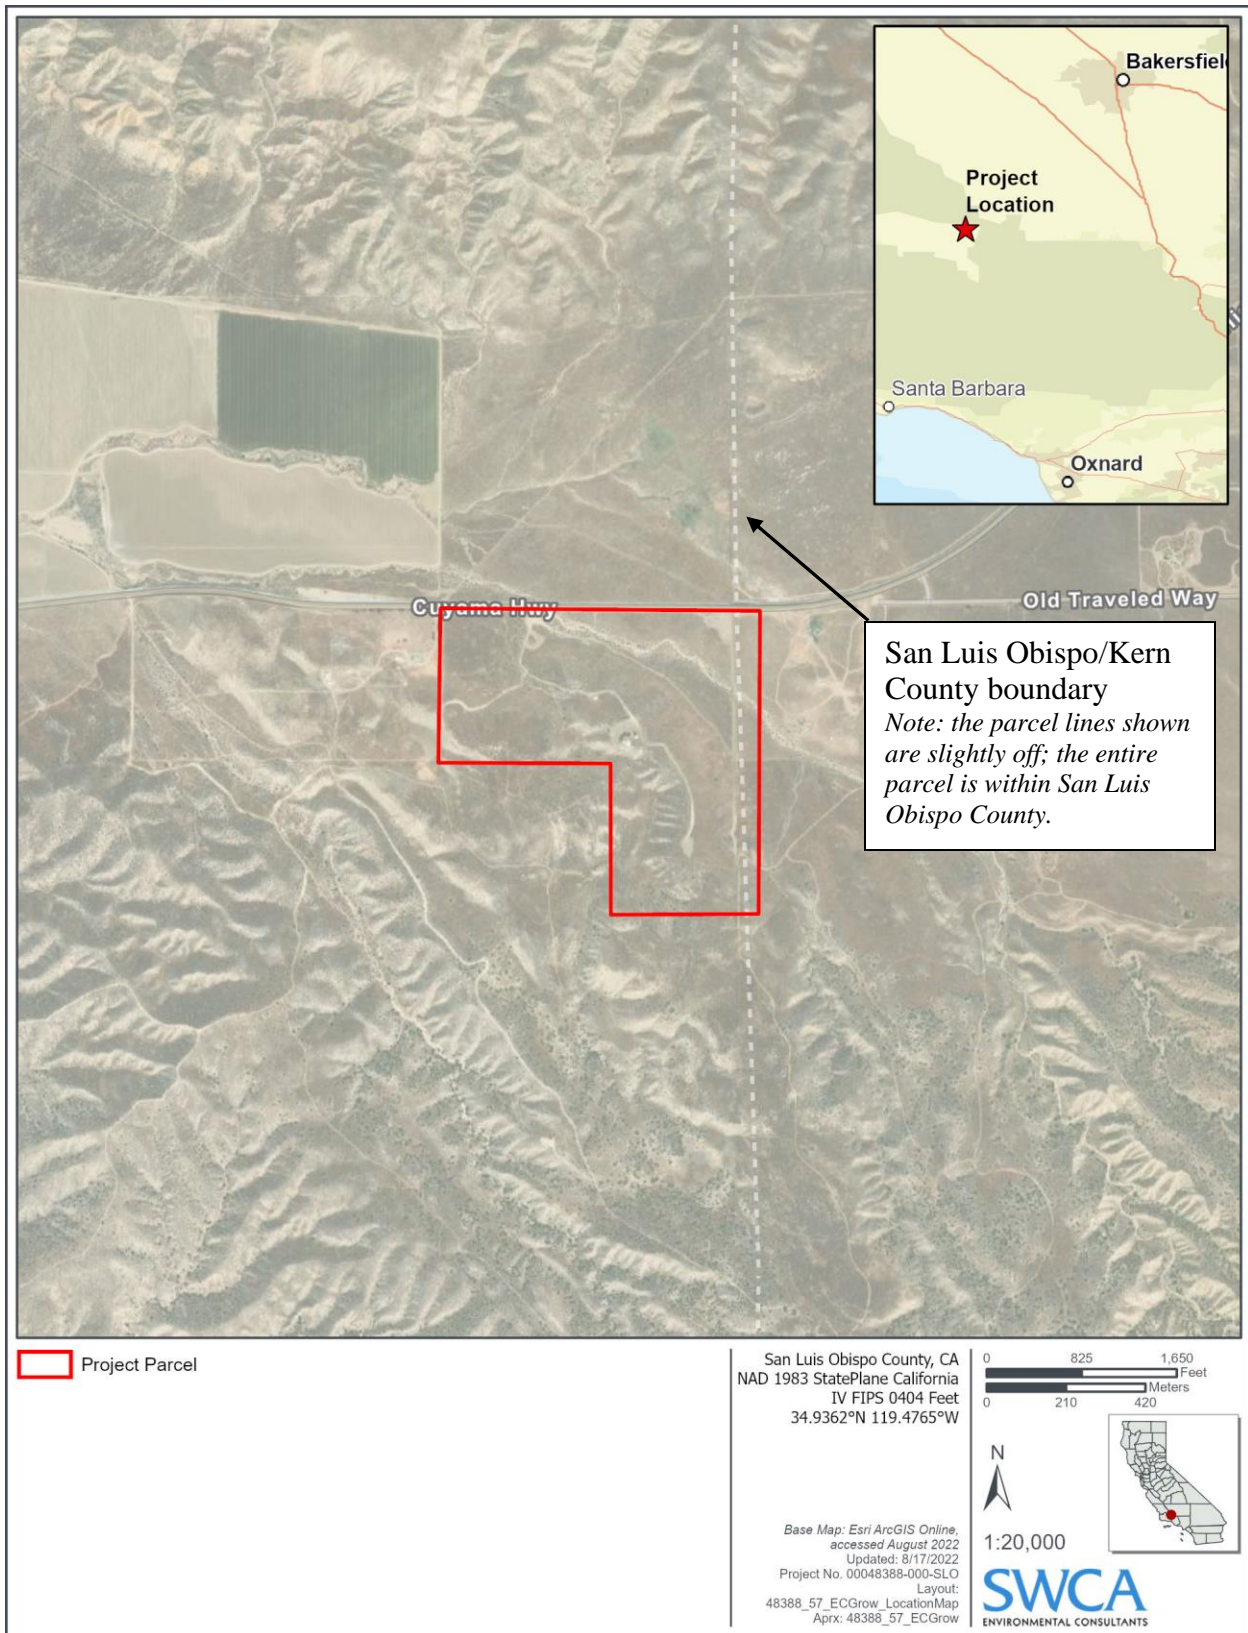 Bakersfiel
Project
Location
Santa Barbara
Oxnard
Cuyama Hwy
Old Traveled Way
San Luis Obispo/Kern
County boundary
Note: the parcel lines shown
are slightly off; the entire
parcel is within San Luis
Obispo County.
Project Parcel
San Luis Obispo County, CA
NAD 1983 StatePlane California
IV FIPS 0404 Feet
34.9362°N 119.4765°W
Base Map: Esri ArcGIS Online,
accessed August 2022
Updated: 8/17/2022
Project No. 00048388-000-SLO
Layout:
48388_57_ECGrow_LocationMap
Aprx: 48388_57_ECGrow
0 825 1,650
Feet
Meters
0 210 420
N
1:20,000
SWCA
ENVIRONMENTAL CONSULTANTS